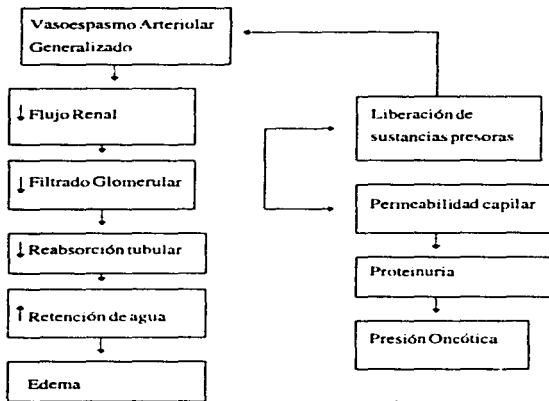 Vasoespasmo Arteriolar
Generalizado
↓ Flujo Renal
↓ Filtrado Glomerular
↓ Reabsorción tubular
↑ Retención de agua
Edema
Liberación de
sustancias presoras
Permeabilidad capilar
Proteinuria
Presión Oncótica